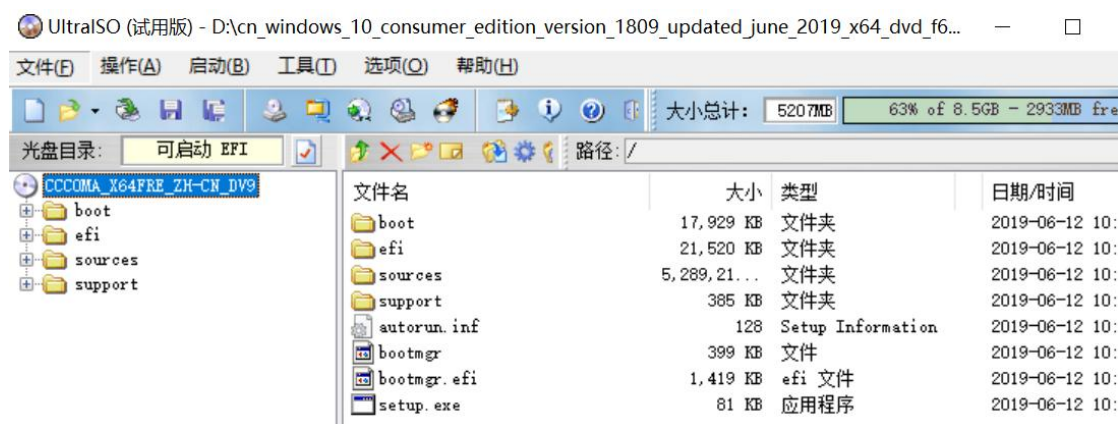 UltraISO (试用版) - D:\cn_windows_10_consumer_edition_version_1809_updated_june_2019_x64_dvd_f6...
文件(F) 操作(A) 启动(B) 工具(T) 选项(O) 帮助(H)
大小总计： 5207MB 63% of 8.5GB - 2933MB fre
光盘目录: 可启动 EFI 路径: /
CCCOMA_X64FRE_ZH-CN_DV9
boot
efi
sources
support
文件名 大小 类型 日期/时间
boot 17,929 KB 文件夹 2019-06-12 10:
efi 21,520 KB 文件夹 2019-06-12 10:
sources 5,289,21... 文件夹 2019-06-12 10:
support 385 KB 文件夹 2019-06-12 10:
autorun.inf 128 Setup Information 2019-06-12 10:
bootmgr 399 KB 文件 2019-06-12 10:
bootmgr.efi 1,419 KB efi 文件 2019-06-12 10:
setup.exe 81 KB 应用程序 2019-06-12 10: